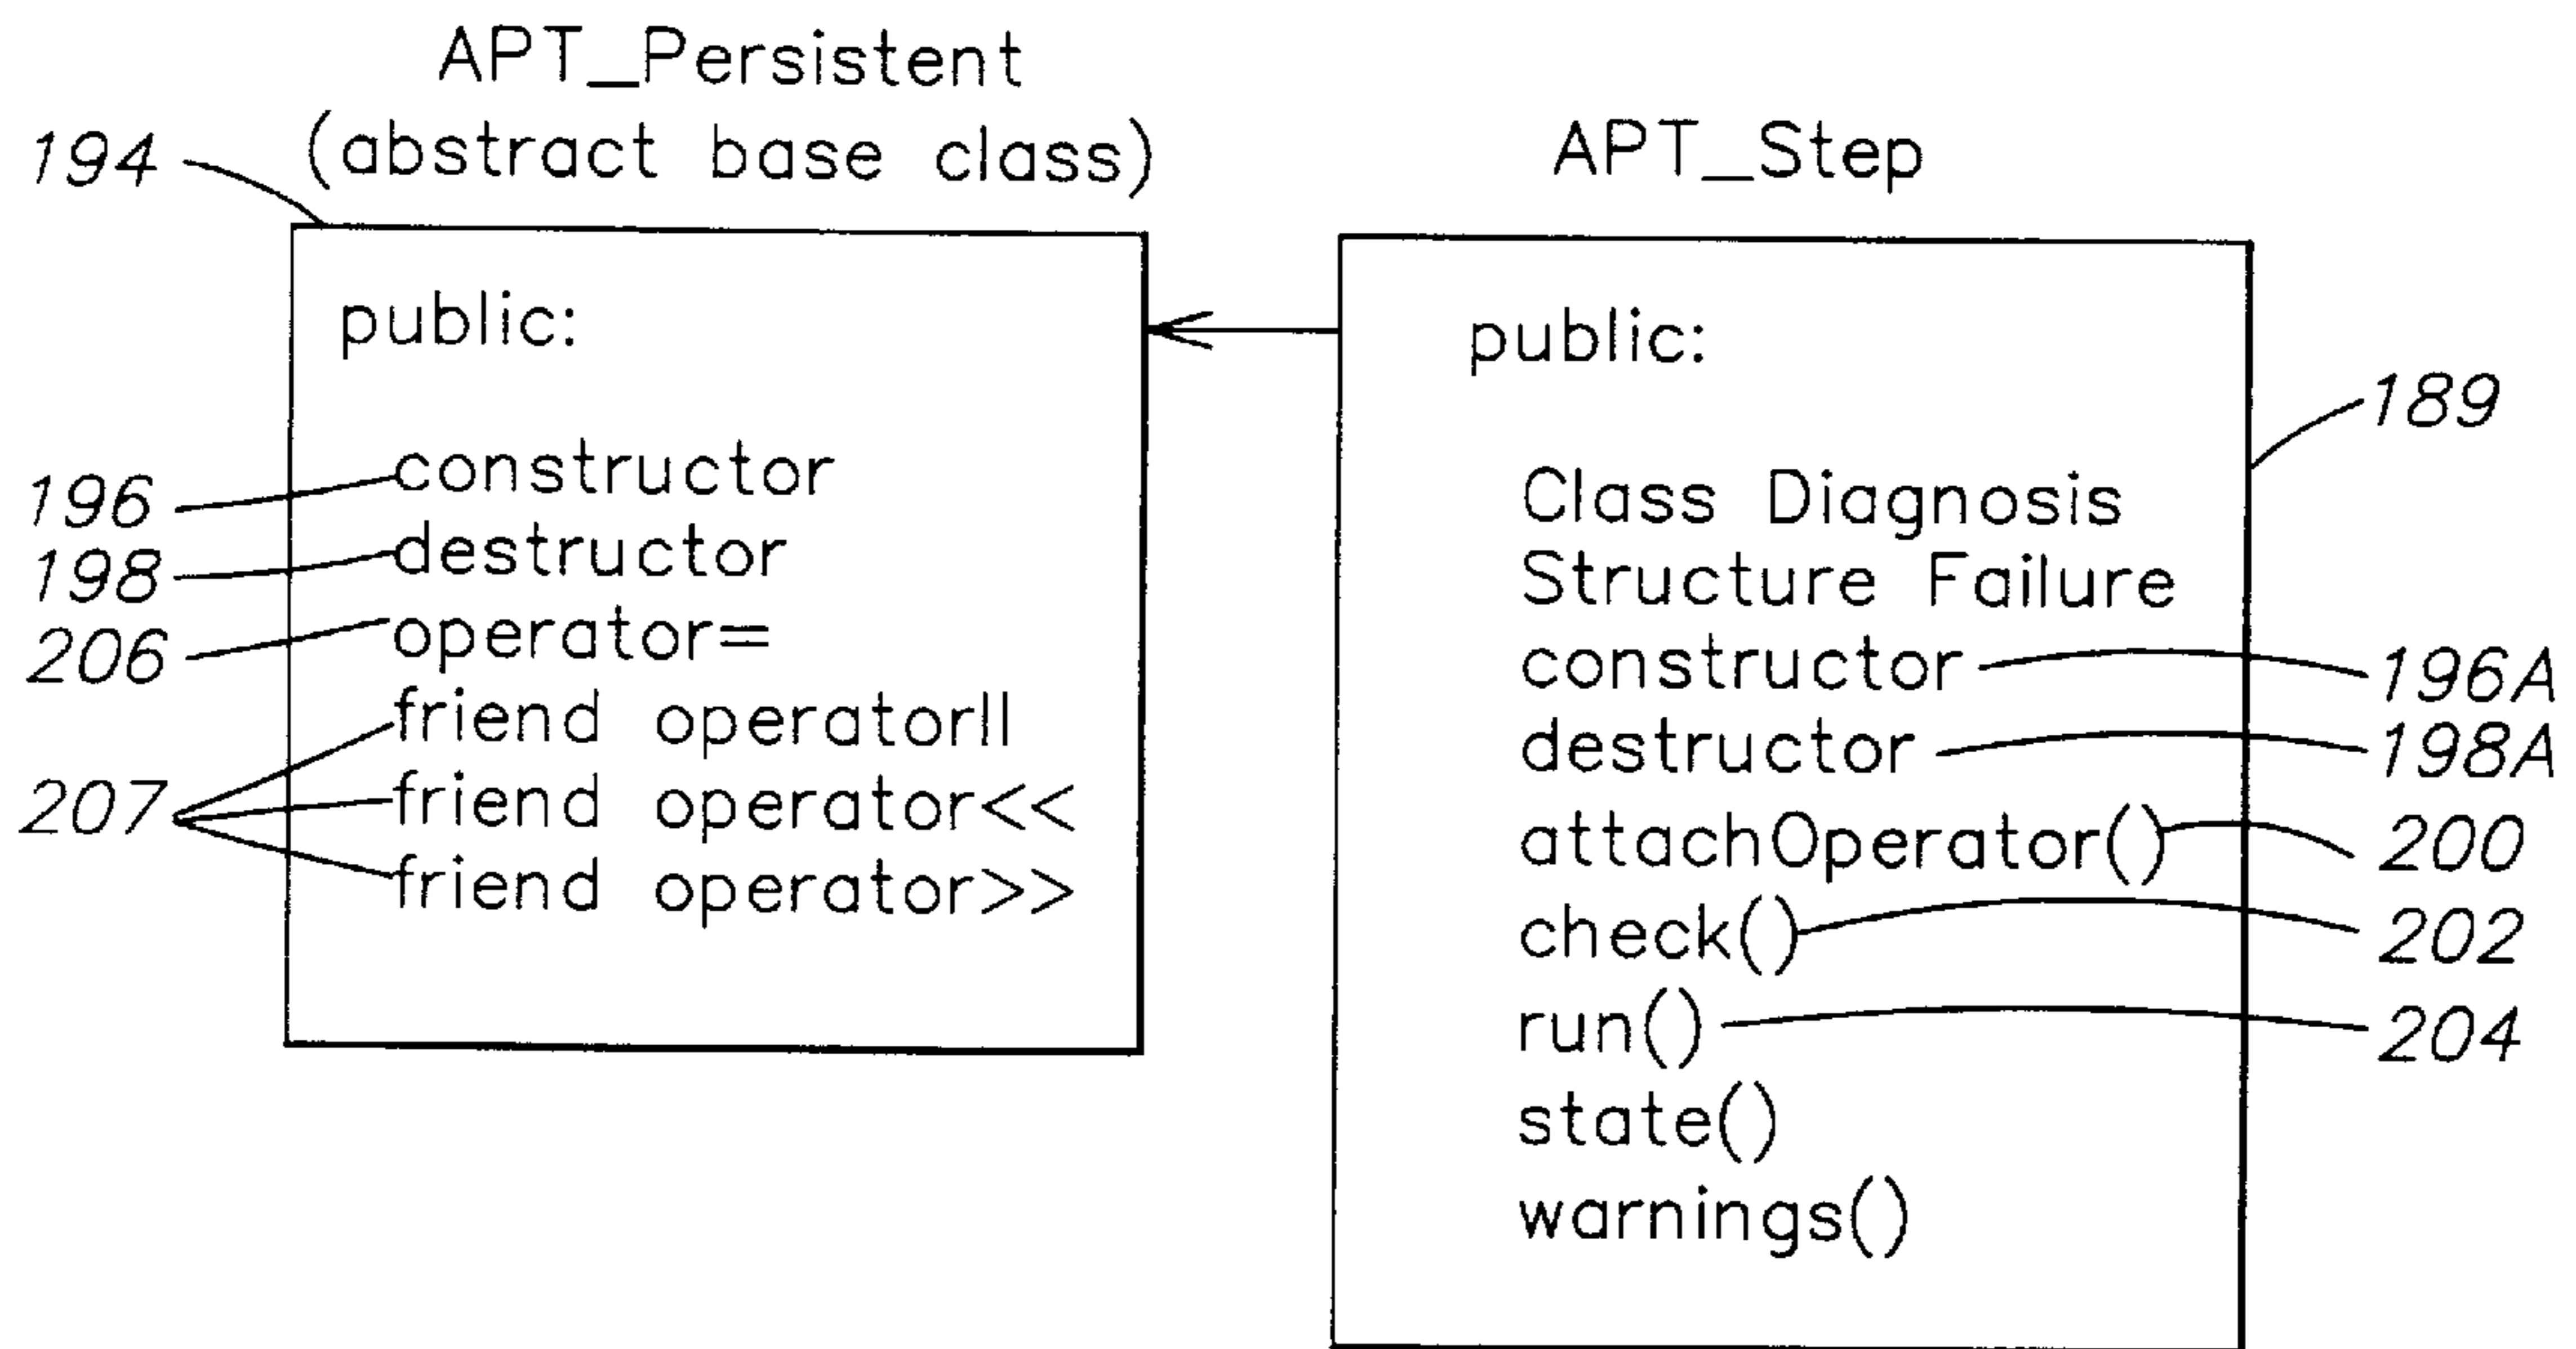 APT_Persistent
(abstract base class)
194
public:
196
constructor
198
destructor
206
operator=
friend operator||
207
friend operator<<
friend operator>>
APT_Step
public:
189
Class Diagnosis
Structure Failure
constructor
196A
destructor
198A
attachOperator()
200
check()
202
run()
204
state()
warnings()